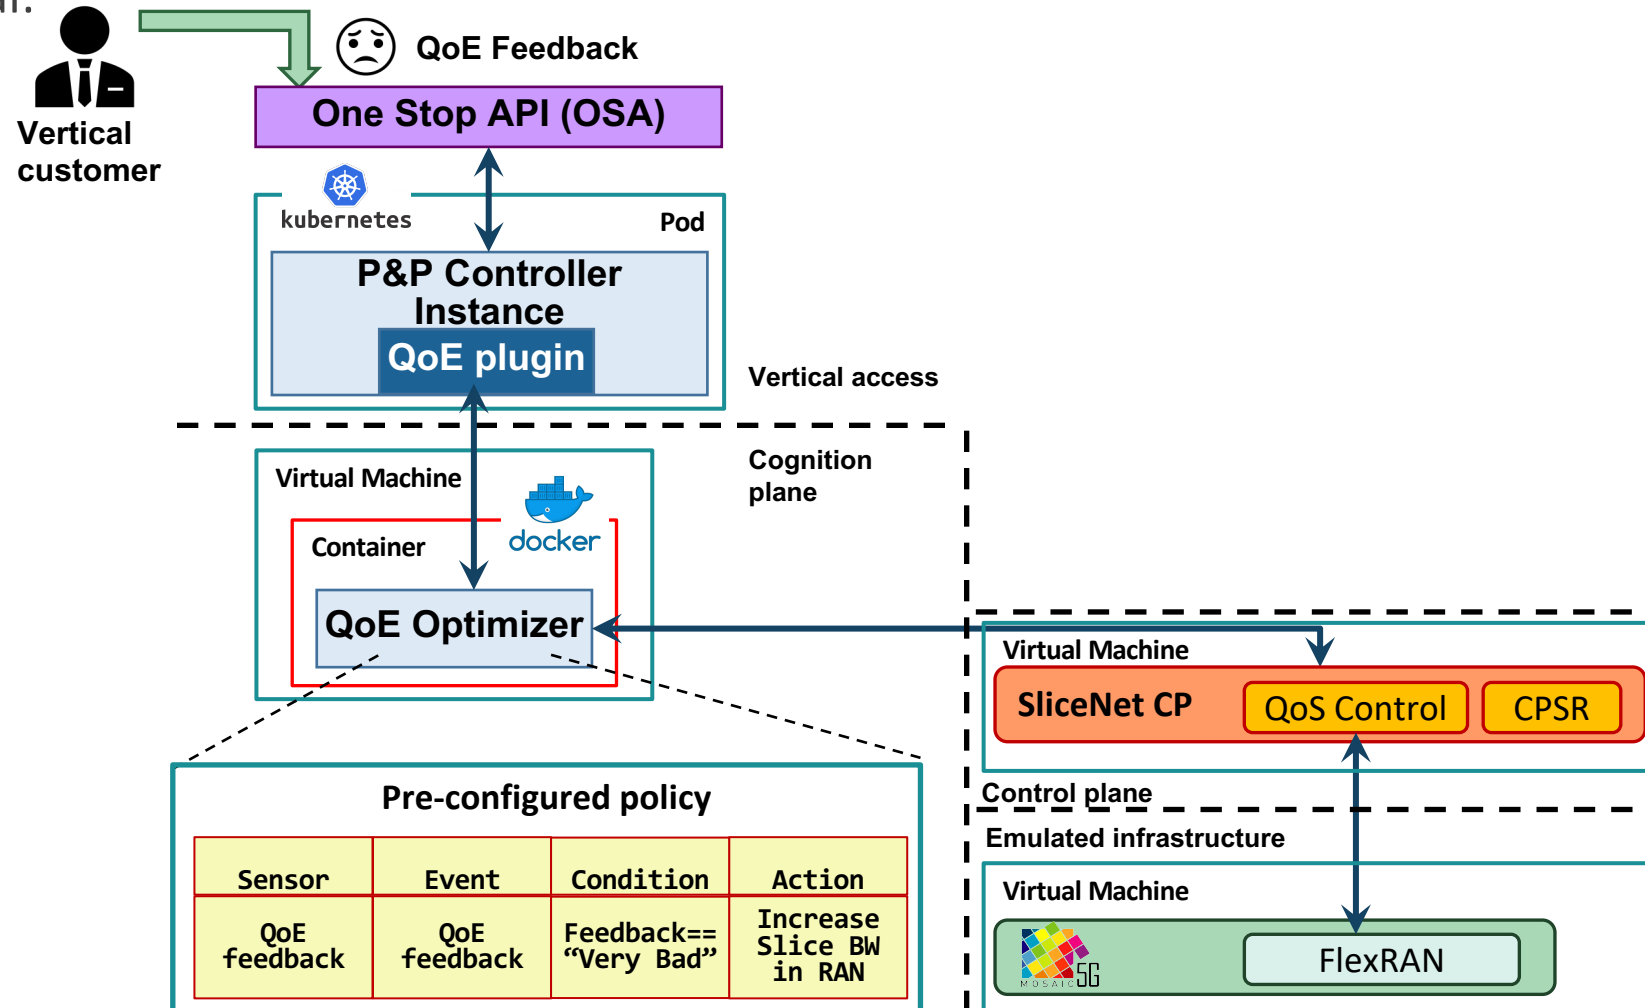 QoE Feedback
One Stop API (OSA)
Vertical
customer
kubernetes
Pod
P&P Controller
Instance
QoE plugin
Vertical access
Cognition
plane
Virtual Machine
docker
Container
QoE Optimizer
Virtual Machine
SliceNet CP
QoS Control
CPSR
Control plane
Emulated infrastructure
Virtual Machine
MOSAIC5G
FlexRAN
Pre-configured policy
Sensor Event Condition Action
QoE
feedback
QoE
feedback
Feedback==
“Very Bad”
Increase
Slice BW
in RAN